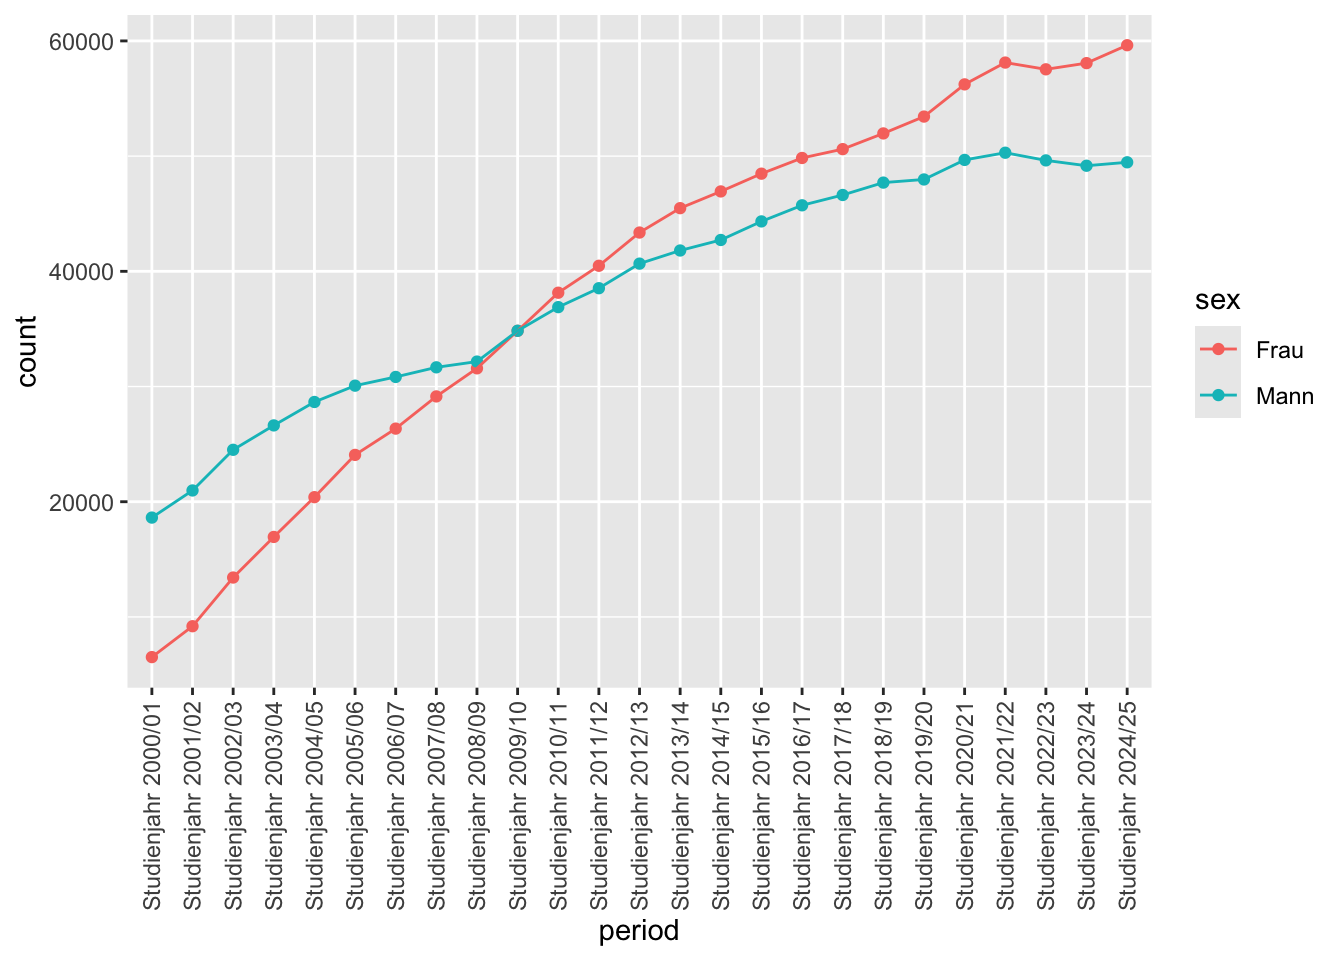 60000
40000
20000
count
Studienjahr 2000/01
Studienjahr 2001/02
Studienjahr 2002/03
Studienjahr 2003/04
Studienjahr 2004/05
Studienjahr 2005/06
Studienjahr 2006/07
Studienjahr 2007/08
Studienjahr 2008/09
Studienjahr 2009/10
Studienjahr 2010/11
Studienjahr 2011/12
Studienjahr 2012/13
Studienjahr 2013/14
Studienjahr 2014/15
Studienjahr 2015/16
Studienjahr 2016/17
Studienjahr 2017/18
Studienjahr 2018/19
Studienjahr 2019/20
Studienjahr 2020/21
Studienjahr 2021/22
Studienjahr 2022/23
Studienjahr 2023/24
Studienjahr 2024/25
period
sex
Frau
Mann